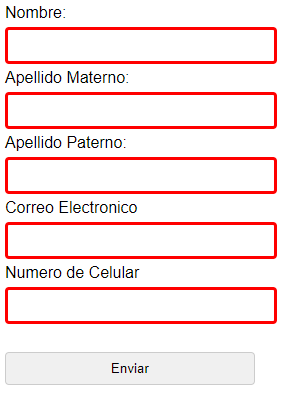 Nombre:
Apellido Materno:
Apellido Paterno:
Correo Electronico
Numero de Celular
Enviar